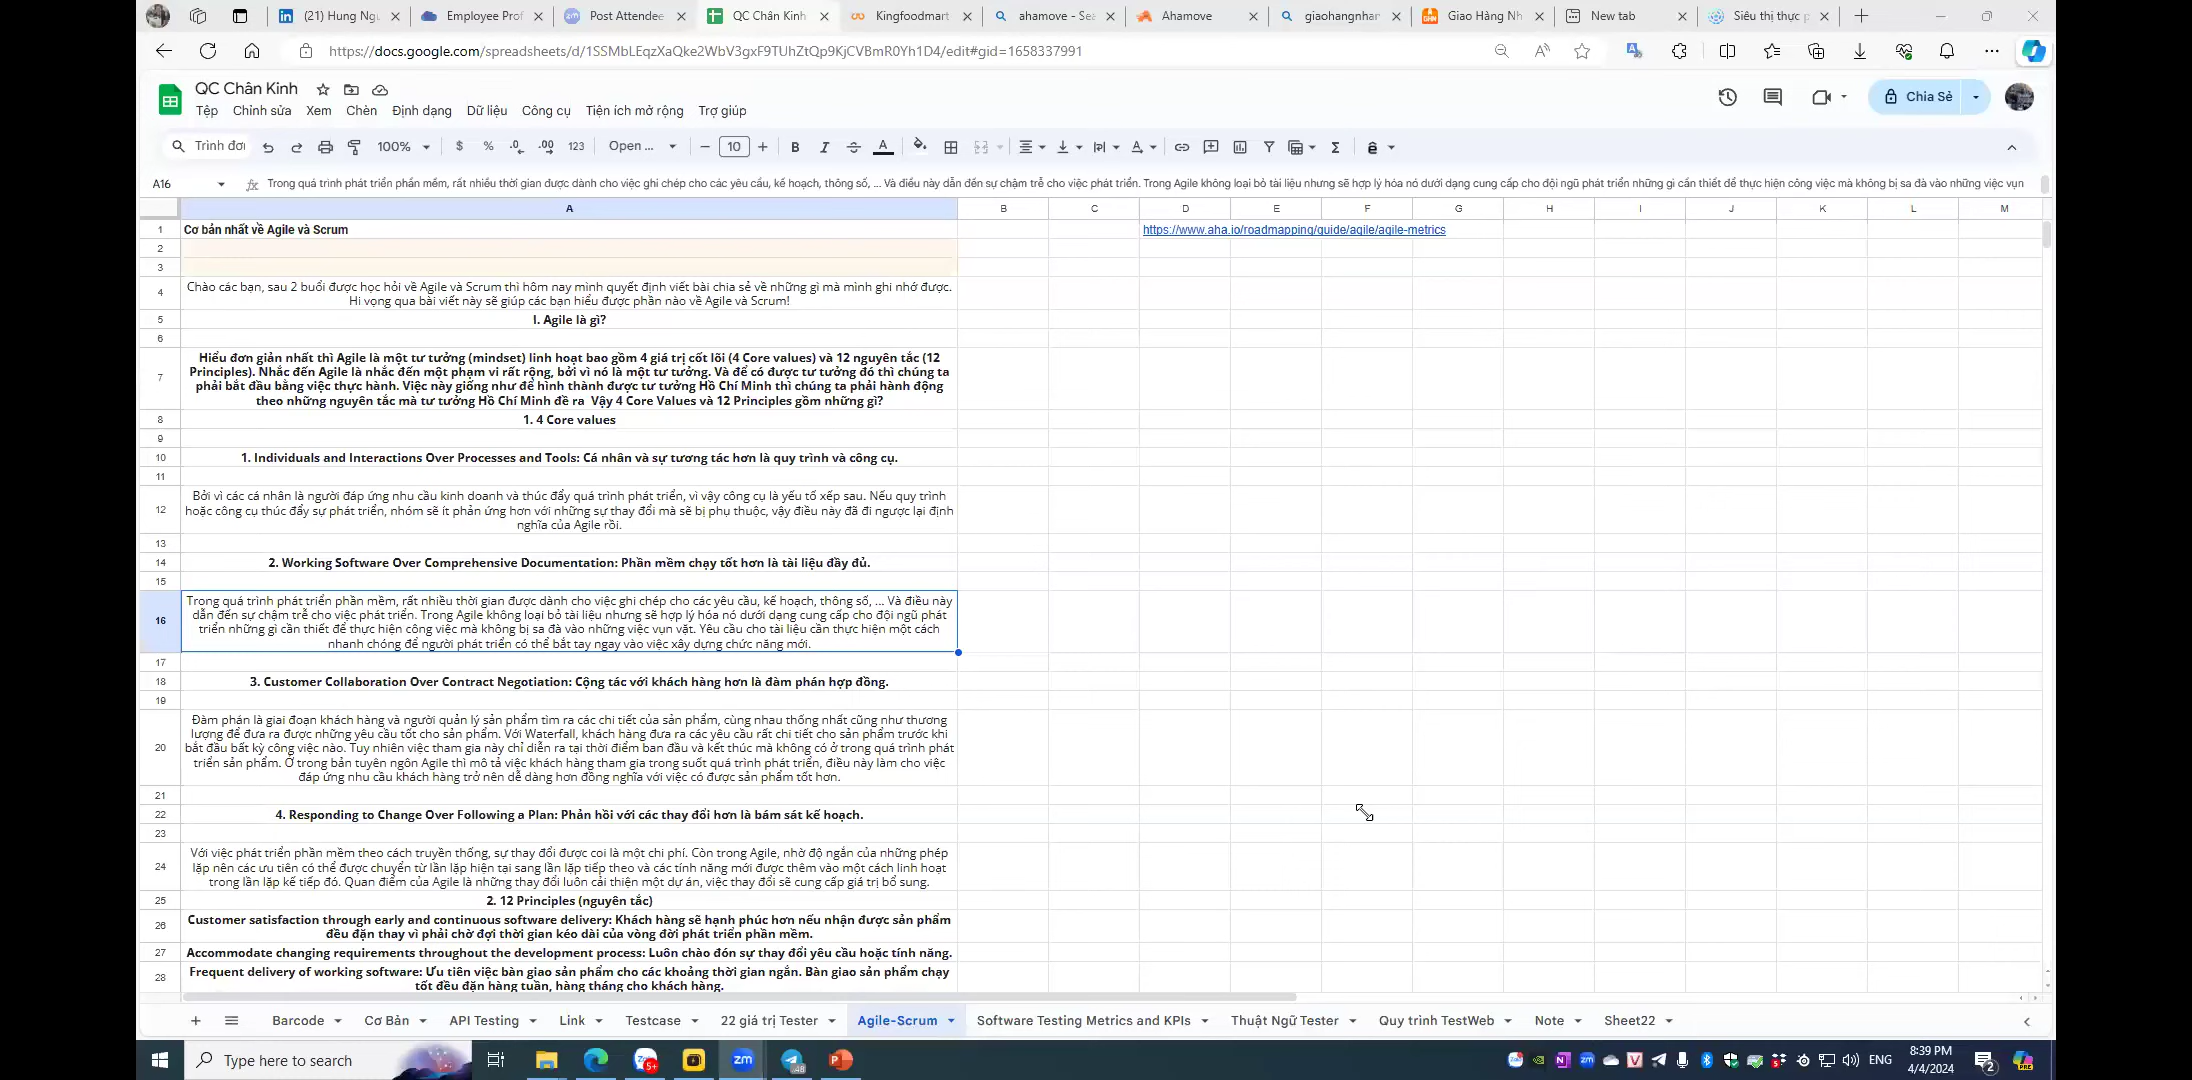 (21) Hung Ngu
Employee Prof
Post Attendee
QC Chân Kinh
Kingfoodmart
ahamove - Sea
Ahamove
giaohangnhan
Giao Hàng Nh
New tab
Siêu thị thực p
https://docs.google.com/spreadsheets/d/1SSMbLEqzXaQke2WbV3gxF9TUhZtQp9KjCVBmR0Yh1D4/edit#gid=1658337991
QC Chân Kinh
Tệp Chỉnh sửa Xem Chèn Định dạng Dữ liệu Công cụ Tiện ích mở rộng Trợ giúp
Chia Sẻ
Trình đơn 100% $ % .0 .00 123 Open ... 10 B I A
A16 fx Trong quá trình phát triển phần mềm, rất nhiều thời gian được dành cho việc ghi chép cho các yêu cầu, kế hoạch, thông số, ... Và điều này dẫn đến sự chậm trễ cho việc phát triển. Trong Agile không loại bỏ tài liệu nhưng sẽ hợp lý hóa nó dưới dạng cung cấp cho đội ngũ phát triển những gì cần thiết để thực hiện công việc mà không bị sa đà vào những việc vụn
A B C D E F G H I J K L M
1 Cơ bản nhất về Agile và Scrum https://www.aha.io/roadmapping/guide/agile/agile-metrics
2
3
4 Chào các bạn, sau 2 buổi được học hỏi về Agile và Scrum thì hôm nay mình quyết định viết bài chia sẻ về những gì mà mình ghi nhớ được.
Hi vọng qua bài viết này sẽ giúp các bạn hiểu được phần nào về Agile và Scrum!
5 I. Agile là gì?
6
7 Hiểu đơn giản nhất thì Agile là một tư tưởng (mindset) linh hoạt bao gồm 4 giá trị cốt lõi (4 Core values) và 12 nguyên tắc (12
Principles). Nhắc đến Agile là nhắc đến một phạm vi rất rộng, bởi vì nó là một tư tưởng. Và để có được tư tưởng đó thì chúng ta
phải bắt đầu bằng việc thực hành. Việc này giống như để hình thành được tư tưởng Hồ Chí Minh thì chúng ta phải hành động
theo những nguyên tắc mà tư tưởng Hồ Chí Minh đề ra Vậy 4 Core Values và 12 Principles gồm những gì?
8 1. 4 Core values
9
10 1. Individuals and Interactions Over Processes and Tools: Cá nhân và sự tương tác hơn là quy trình và công cụ.
11
12 Bởi vì các cá nhân là người đáp ứng nhu cầu kinh doanh và thúc đẩy quá trình phát triển, vì vậy công cụ là yếu tố xếp sau. Nếu quy trình
hoặc công cụ thúc đẩy sự phát triển, nhóm sẽ ít phản ứng hơn với những sự thay đổi mà sẽ bị phụ thuộc, vậy điều này đã đi ngược lại định
nghĩa của Agile rồi.
13
14 2. Working Software Over Comprehensive Documentation: Phần mềm chạy tốt hơn là tài liệu đầy đủ.
15
16 Trong quá trình phát triển phần mềm, rất nhiều thời gian được dành cho việc ghi chép cho các yêu cầu, kế hoạch, thông số, ... Và điều này
dẫn đến sự chậm trễ cho việc phát triển. Trong Agile không loại bỏ tài liệu nhưng sẽ hợp lý hóa nó dưới dạng cung cấp cho đội ngũ phát
triển những gì cần thiết để thực hiện công việc mà không bị sa đà vào những việc vụn vặt. Yêu cầu cho tài liệu cần thực hiện một cách
nhanh chóng để người phát triển có thể bắt tay ngay vào việc xây dựng chức năng mới.
17
18 3. Customer Collaboration Over Contract Negotiation: Cộng tác với khách hàng hơn là đàm phán hợp đồng.
19
20 Đàm phán là giai đoạn khách hàng và người quản lý sản phẩm tìm ra các chi tiết của sản phẩm, cùng nhau thống nhất cũng như thương
lượng để đưa ra được những yêu cầu tốt cho sản phẩm. Với Waterfall, khách hàng đưa ra các yêu cầu rất chi tiết cho sản phẩm trước khi
bắt đầu bất kỳ công việc nào. Tuy nhiên việc tham gia này chỉ diễn ra tại thời điểm ban đầu và kết thúc mà không có ở trong quá trình phát
triển sản phẩm. Ở trong bản tuyên ngôn Agile thì mô tả việc khách hàng tham gia trong suốt quá trình phát triển, điều này làm cho việc
đáp ứng nhu cầu khách hàng trở nên dễ dàng hơn đồng nghĩa với việc có được sản phẩm tốt hơn.
21
22 4. Responding to Change Over Following a Plan: Phản hồi với các thay đổi hơn là bám sát kế hoạch.
23
24 Với việc phát triển phần mềm theo cách truyền thống, sự thay đổi được coi là một chi phí. Còn trong Agile, nhờ độ ngắn của những phép
lặp nên các ưu tiên có thể được chuyển từ lần lặp hiện tại sang lần lặp tiếp theo và các tính năng mới được thêm vào một cách linh hoạt
trong lần lặp kế tiếp đó. Quan điểm của Agile là những thay đổi luôn cải thiện một dự án, việc thay đổi sẽ cung cấp giá trị bổ sung.
25 2. 12 Principles (nguyên tắc)
26 Customer satisfaction through early and continuous software delivery: Khách hàng sẽ hạnh phúc hơn nếu nhận được sản phẩm
đều đặn thay vì phải chờ đợi thời gian kéo dài của vòng đời phát triển phần mềm.
27 Accommodate changing requirements throughout the development process: Luôn chào đón sự thay đổi yêu cầu hoặc tính năng.
28 Frequent delivery of working software: Ưu tiên việc bàn giao sản phẩm cho các khoảng thời gian ngắn. Bàn giao sản phẩm chạy
tốt đều đặn hàng tuần, hàng tháng cho khách hàng.
Barcode Cơ Bản API Testing Link Testcase 22 giá trị Tester Agile-Scrum Software Testing Metrics and KPIs Thuật Ngữ Tester Quy trình TestWeb Note Sheet22
Type here to search
ENG
8:39 PM
4/4/2024